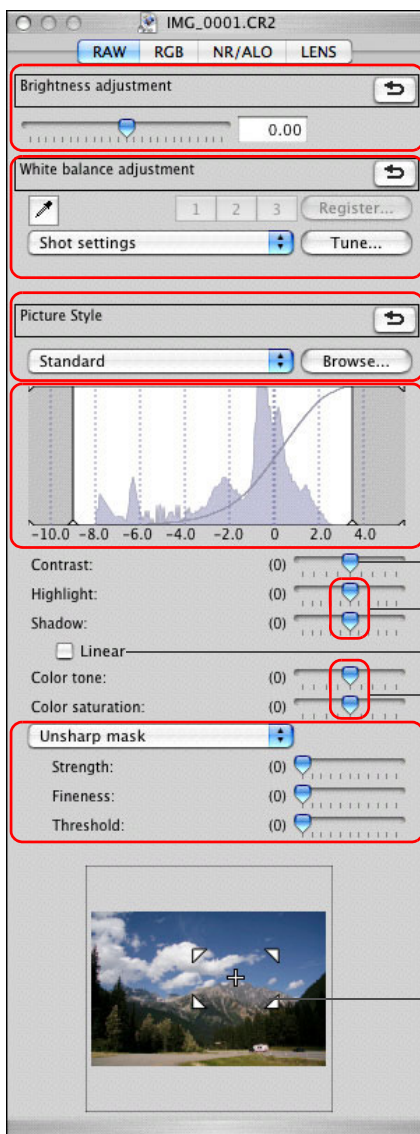 IMG_0001.CR2
RAW RGB NR/ALO LENS
Brightness adjustment
0.00
White balance adjustment
1 2 3 Register...
Shot settings Tune...
Picture Style
Standard Browse...
-10.0 -8.0 -6.0 -4.0 -2.0 0 2.0 4.0
Contrast: (0)
Highlight: (0)
Shadow: (0)
Linear
Color tone: (0)
Color saturation: (0)
Unsharp mask
Strength: (0)
Fineness: (0)
Threshold: (0)